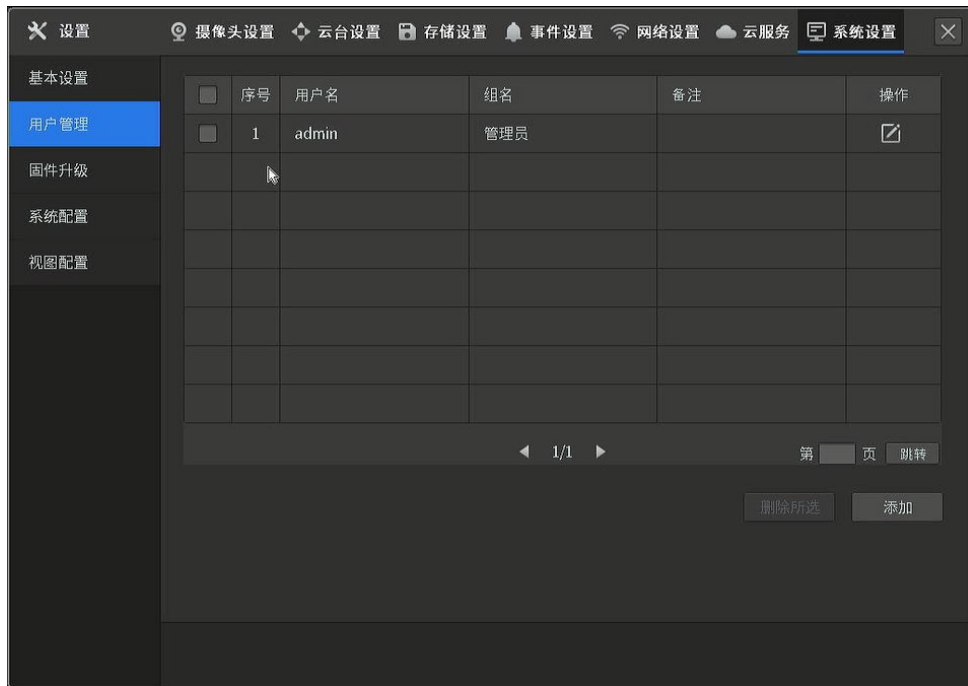 设置 摄像头设置 云台设置 存储设置 事件设置 网络设置 云服务 系统设置
基本设置
用户管理
固件升级
系统配置
视图配置
序号 用户名 组名 备注 操作
1 admin 管理员
1/1 第 页 跳转
删除所选 添加